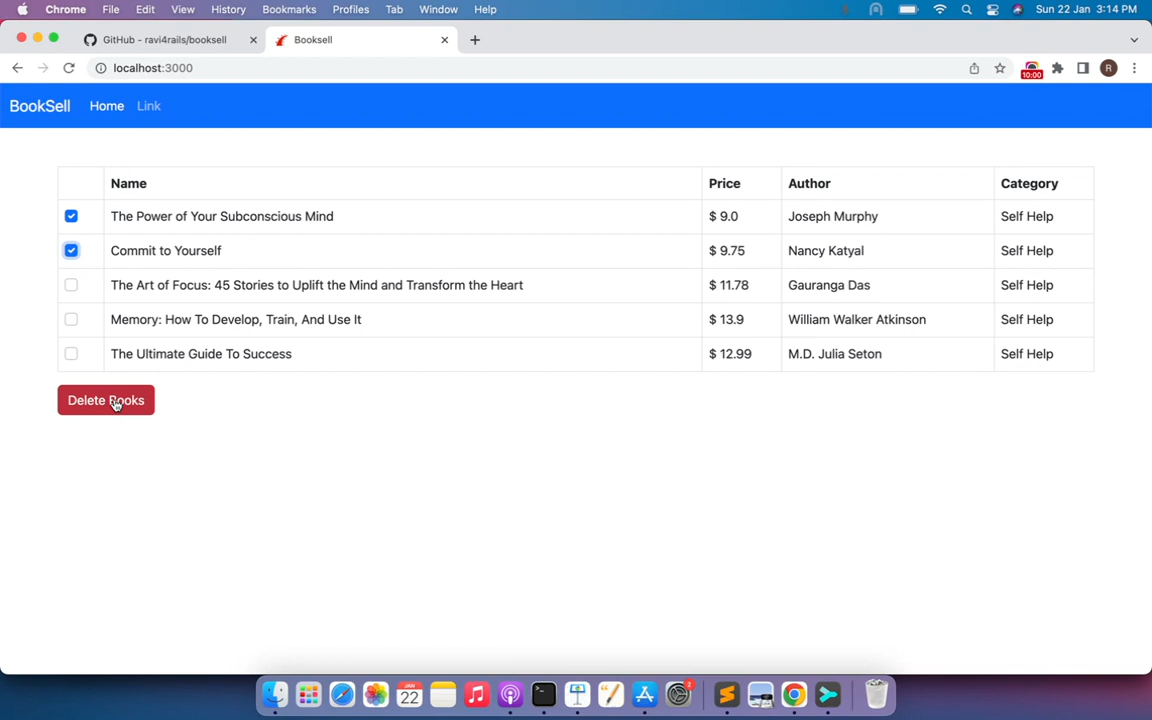 Chrome File Edit View History Bookmarks Profiles Tab Window Help Sun 22 Jan 3:14 PM
GitHub - ravi4rails/booksell Booksell
localhost:3000 10:00 R
BookSell Home Link
Name Price Author Category
The Power of Your Subconscious Mind $ 9.0 Joseph Murphy Self Help
Commit to Yourself $ 9.75 Nancy Katyal Self Help
The Art of Focus: 45 Stories to Uplift the Mind and Transform the Heart $ 11.78 Gauranga Das Self Help
Memory: How To Develop, Train, And Use It $ 13.9 William Walker Atkinson Self Help
The Ultimate Guide To Success $ 12.99 M.D. Julia Seton Self Help
Delete Books
JAN 2
22